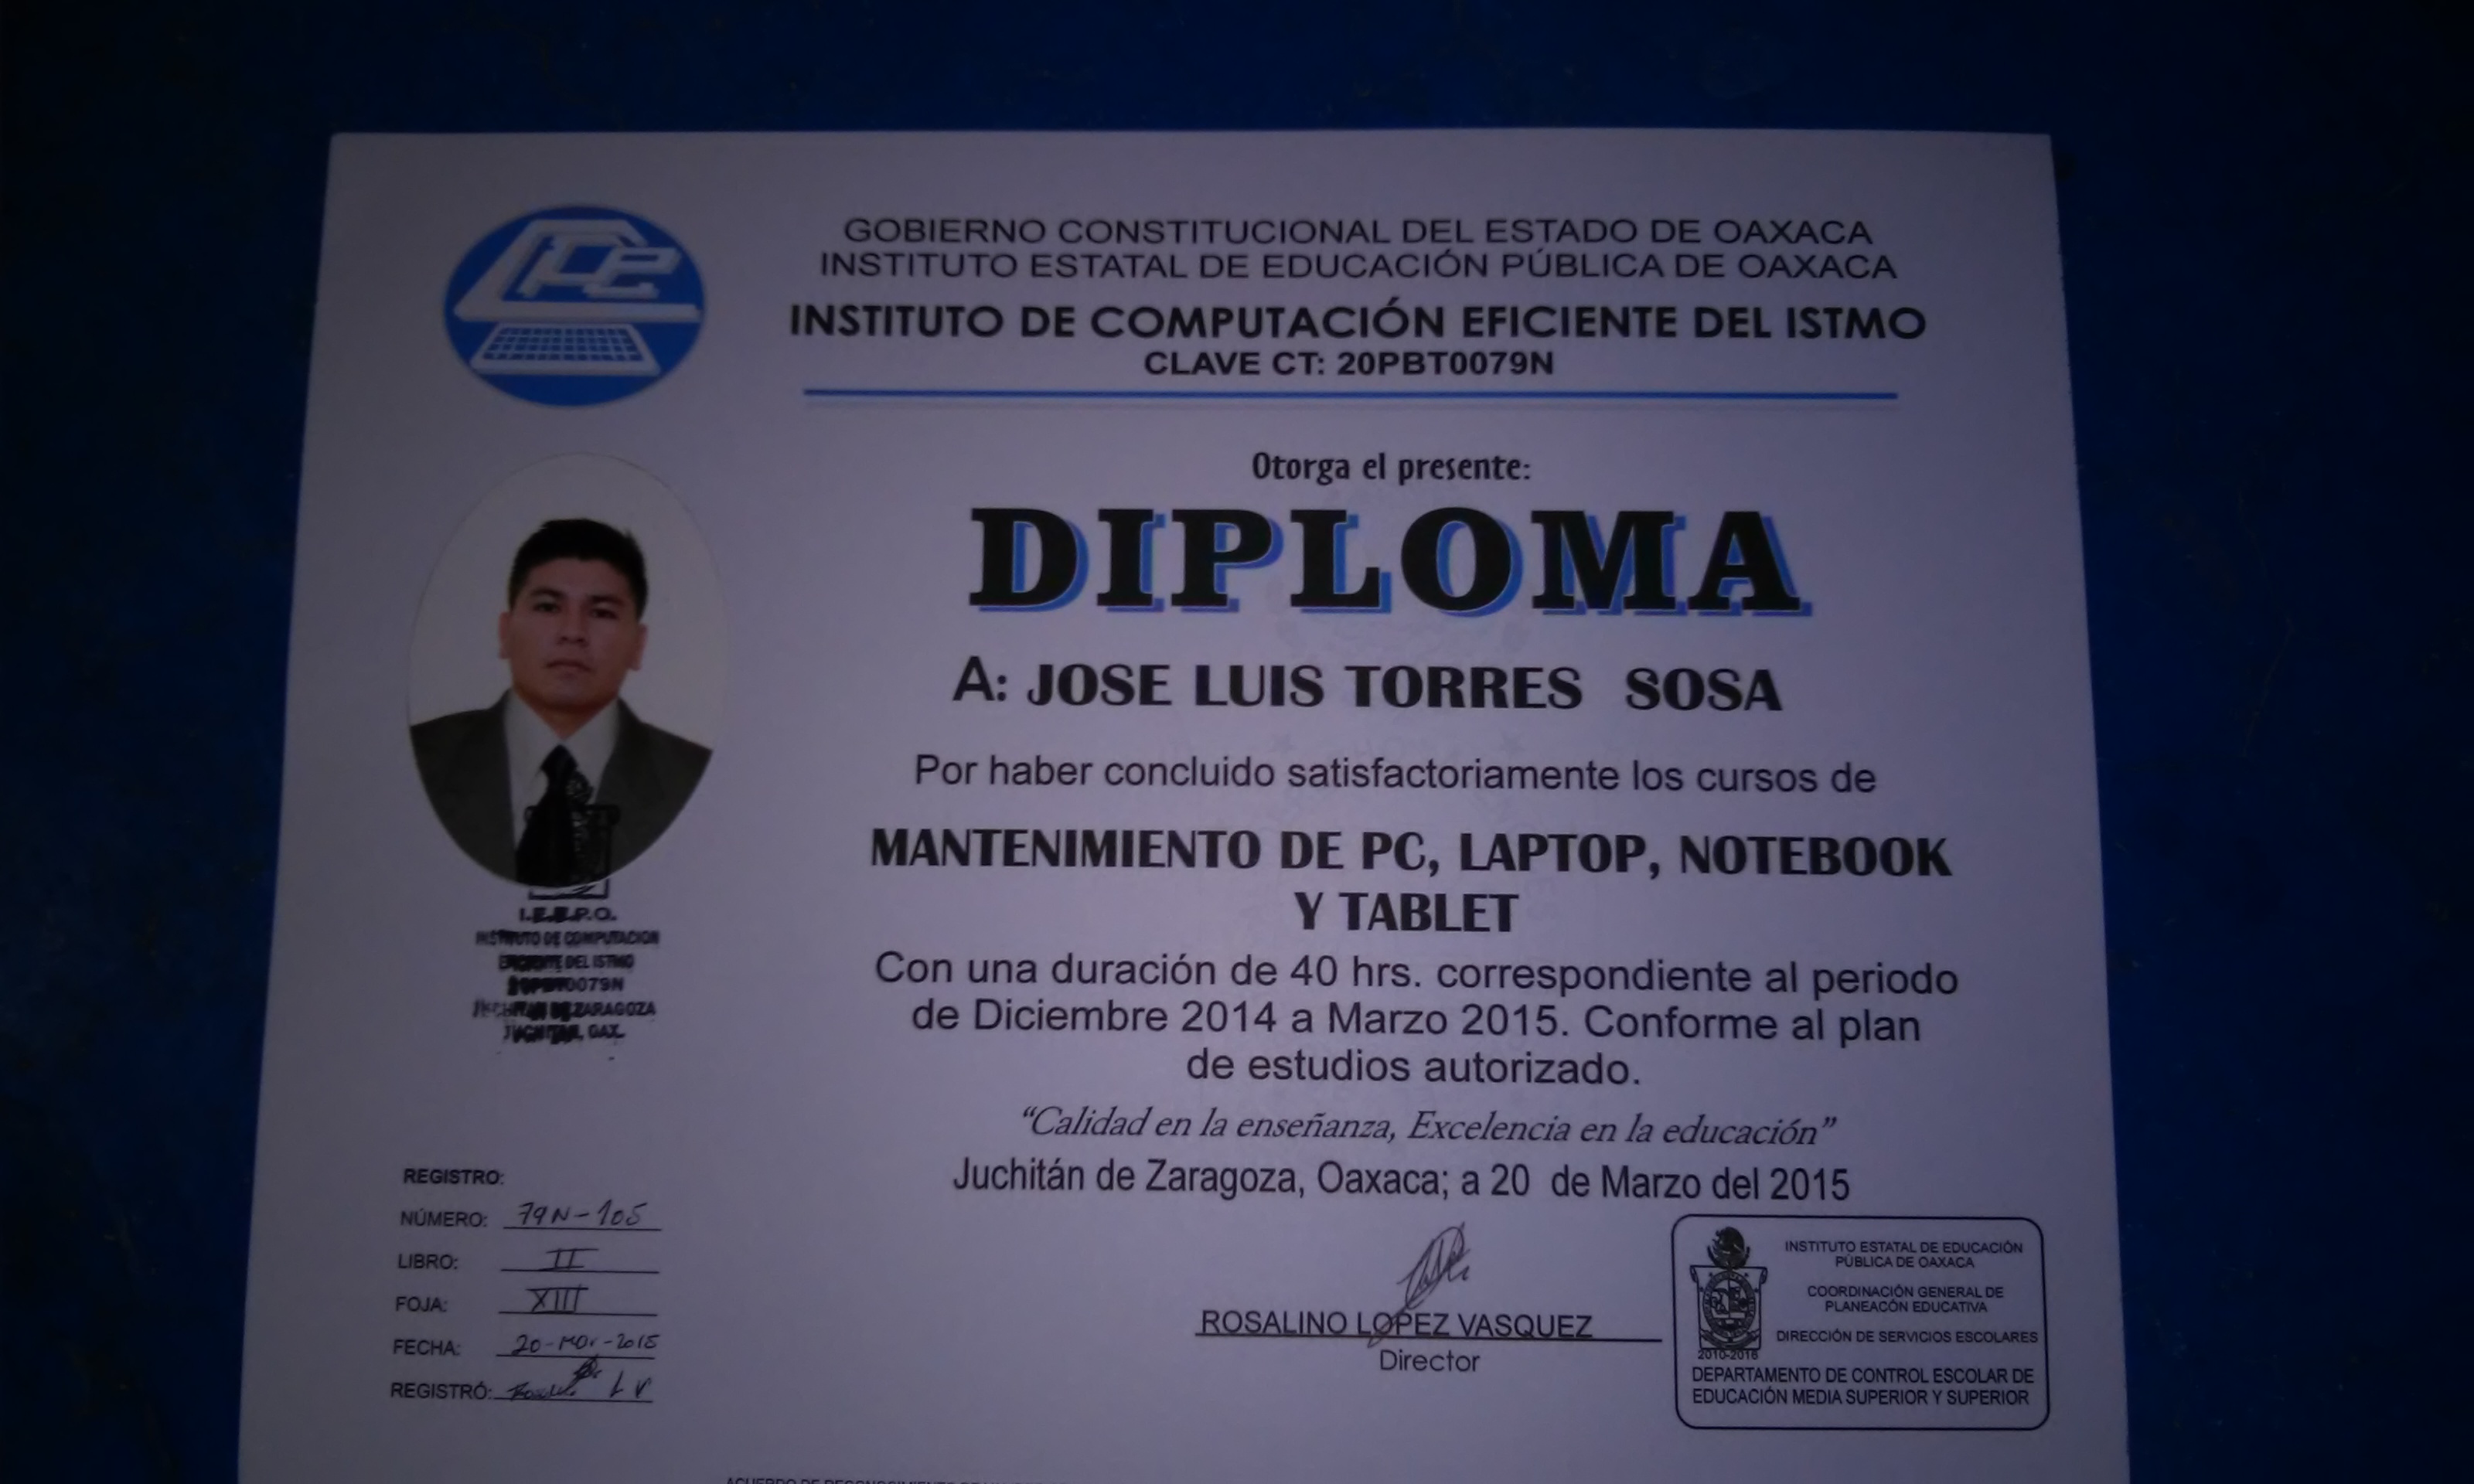 GOBIERNO CONSTITUCIONAL DEL ESTADO DE OAXACA
INSTITUTO ESTATAL DE EDUCACIÓN PÚBLICA DE OAXACA
INSTITUTO DE COMPUTACIÓN EFICIENTE DEL ISTMO
CLAVE CT: 20PBT0079N
Otorga el presente:
DIPLOMA
A: JOSE LUIS TORRES SOSA
Por haber concluido satisfactoriamente los cursos de
MANTENIMIENTO DE PC, LAPTOP, NOTEBOOK
Y TABLET
Con una duración de 40 hrs. correspondiente al periodo
de Diciembre 2014 a Marzo 2015. Conforme al plan
de estudios autorizado.
“Calidad en la enseñanza, Excelencia en la educación”
Juchitán de Zaragoza, Oaxaca; a 20 de Marzo del 2015
I.E.E.P.O.
INSTITUTO DE COMPUTACION
EFICIENTE DEL ISTMO
20PBT0079N
DE ZARAGOZA
JUCHITAN, OAX.
REGISTRO:
NÚMERO: 79N-105
LIBRO: II
FOJA: XIII
FECHA: 20-Mar-2015
REGISTRÓ: L V
ROSALINO LOPEZ VASQUEZ
Director
INSTITUTO ESTATAL DE EDUCACIÓN
PÚBLICA DE OAXACA
COORDINACIÓN GENERAL DE
PLANEACÓN EDUCATIVA
DIRECCIÓN DE SERVICIOS ESCOLARES
2010-2016
DEPARTAMENTO DE CONTROL ESCOLAR DE
EDUCACIÓN MEDIA SUPERIOR Y SUPERIOR